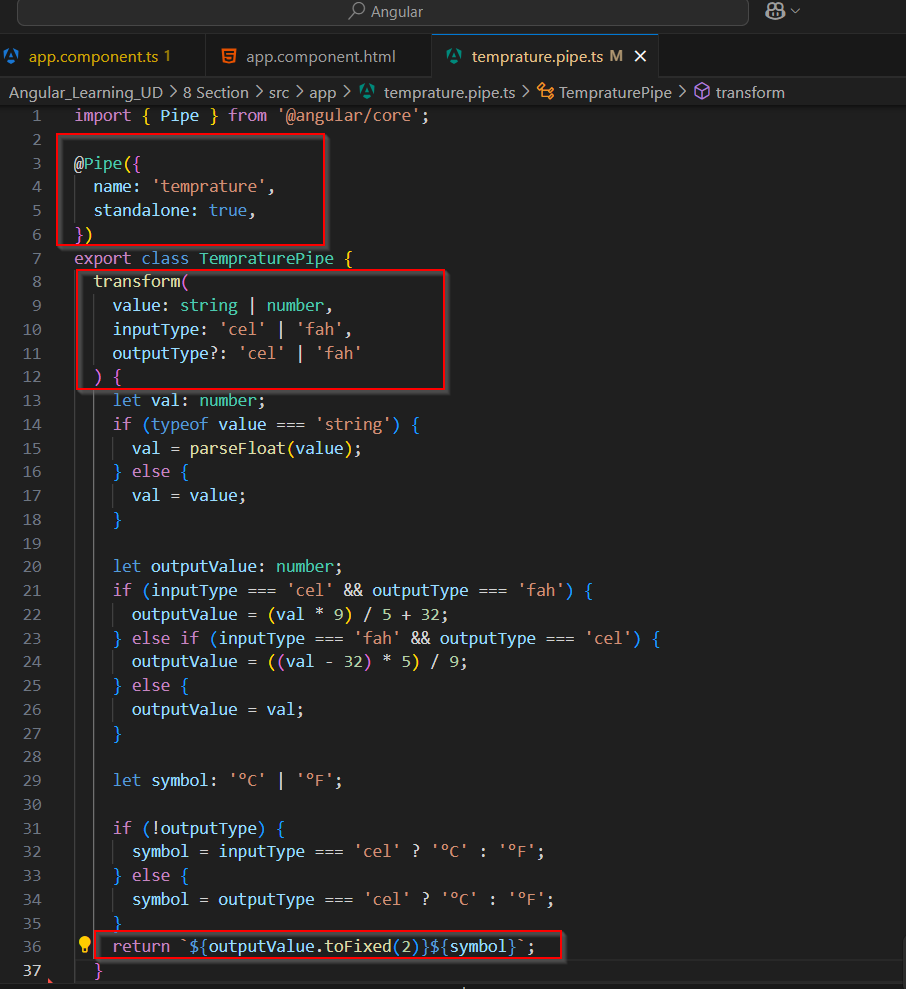 Angular
app.component.ts 1
app.component.html
temprature.pipe.ts M
Angular_Learning_UD > 8 Section > src > app > temprature.pipe.ts > TempraturePipe > transform
1 import { Pipe } from '@angular/core';
2
3 @Pipe({
4 name: 'temprature',
5 standalone: true,
6 })
7 export class TempraturePipe {
8 transform(
9 value: string | number,
10 inputType: 'cel' | 'fah',
11 outputType?: 'cel' | 'fah'
12 ) {
13 let val: number;
14 if (typeof value === 'string') {
15 val = parseFloat(value);
16 } else {
17 val = value;
18 }
19
20 let outputValue: number;
21 if (inputType === 'cel' && outputType === 'fah') {
22 outputValue = (val * 9) / 5 + 32;
23 } else if (inputType === 'fah' && outputType === 'cel') {
24 outputValue = ((val - 32) * 5) / 9;
25 } else {
26 outputValue = val;
27 }
28
29 let symbol: '°C' | '°F';
30
31 if (!outputType) {
32 symbol = inputType === 'cel' ? '°C' : '°F';
33 } else {
34 symbol = outputType === 'cel' ? '°C' : '°F';
35 }
36 return `${outputValue.toFixed(2)}${symbol}`;
37 }